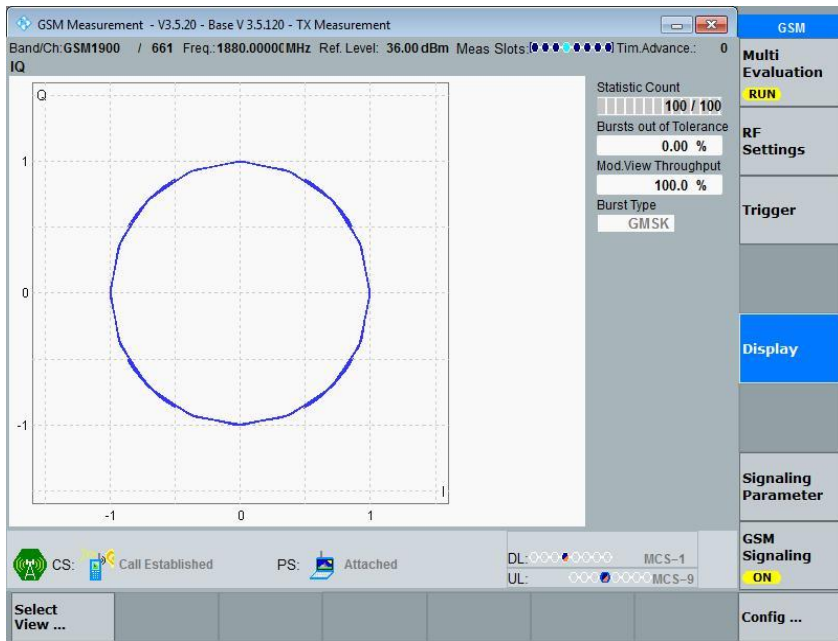 GSM Measurement - V3.5.20 - Base V 3.5.120 - TX Measurement
GSM
Band/Ch: GSM1900 / 661 Freq.: 1880.0000 MHz Ref. Level: 36.00 dBm Meas Slots: Tim.Advance.: 0
IQ
Multi
Evaluation
RUN
Q
Statistic Count
100 / 100
Bursts out of Tolerance
0.00 %
Mod.View Throughput
100.0 %
Burst Type
GMSK
RF
Settings
Trigger
1
0
-1
I
-1 0 1
Display
Signaling
Parameter
GSM
Signaling
ON
CS: Call Established PS: Attached
DL: MCS-1
UL: MCS-9
Select
View ...
Config ...